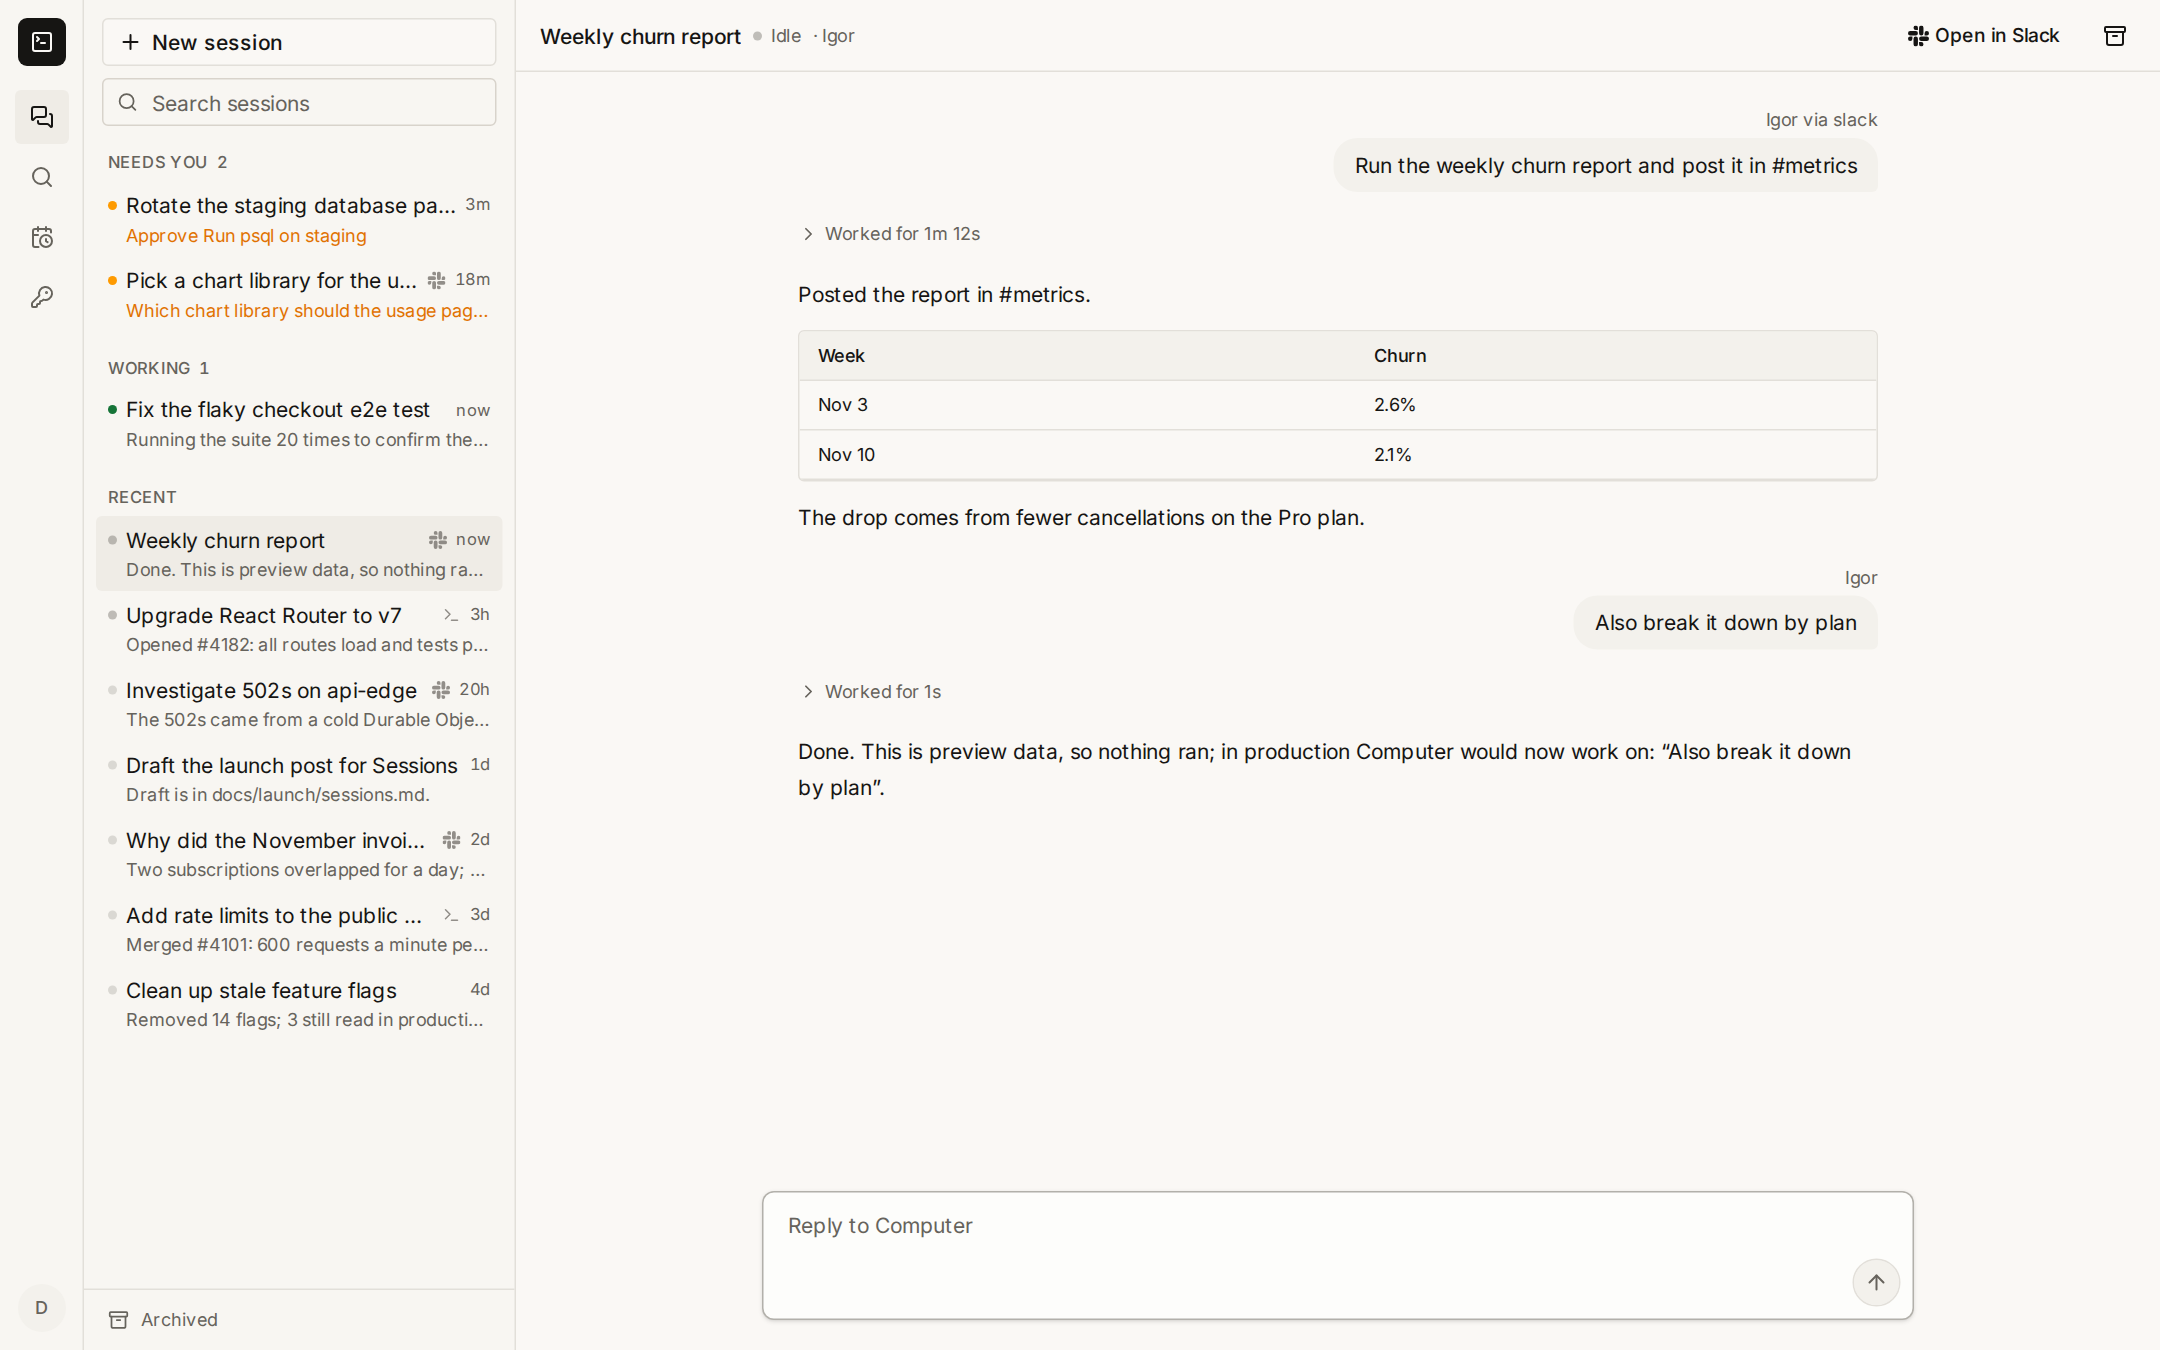 New session
Search sessions
NEEDS YOU 2
Rotate the staging database pa... 3m
Approve Run psql on staging
Pick a chart library for the u... 18m
Which chart library should the usage pag...
WORKING 1
Fix the flaky checkout e2e test now
Running the suite 20 times to confirm the...
RECENT
Weekly churn report now
Done. This is preview data, so nothing ra...
Upgrade React Router to v7 3h
Opened #4182: all routes load and tests p...
Investigate 502s on api-edge 20h
The 502s came from a cold Durable Obje...
Draft the launch post for Sessions 1d
Draft is in docs/launch/sessions.md.
Why did the November invoi... 2d
Two subscriptions overlapped for a day; ...
Add rate limits to the public ... 3d
Merged #4101: 600 requests a minute pe...
Clean up stale feature flags 4d
Removed 14 flags; 3 still read in producti...
D
Archived
Weekly churn report Idle · Igor
Open in Slack
Igor via slack
Run the weekly churn report and post it in #metrics
Worked for 1m 12s
Posted the report in #metrics.
Week Churn
Nov 3 2.6%
Nov 10 2.1%
The drop comes from fewer cancellations on the Pro plan.
Igor
Also break it down by plan
Worked for 1s
Done. This is preview data, so nothing ran; in production Computer would now work on: “Also break it down
by plan”.
Reply to Computer